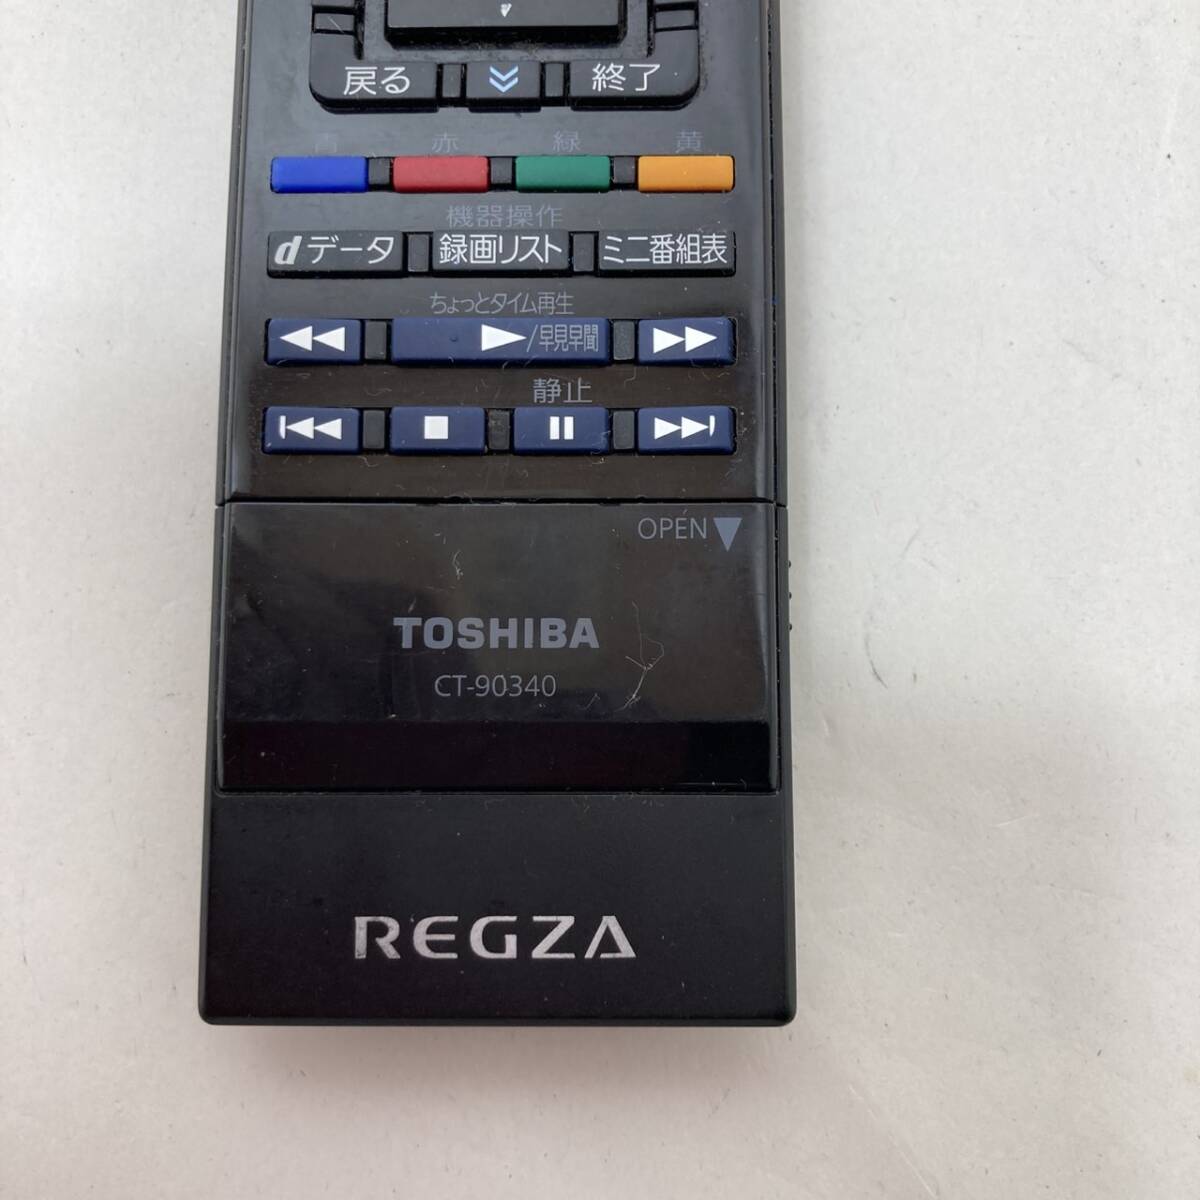 戻る 終了
青 赤 緑 黄
機器操作
dデータ 録画リスト ミニ番組表
ちょっとタイム再生
/早見早聞
静止
OPEN
TOSHIBA
CT-90340
REGZA